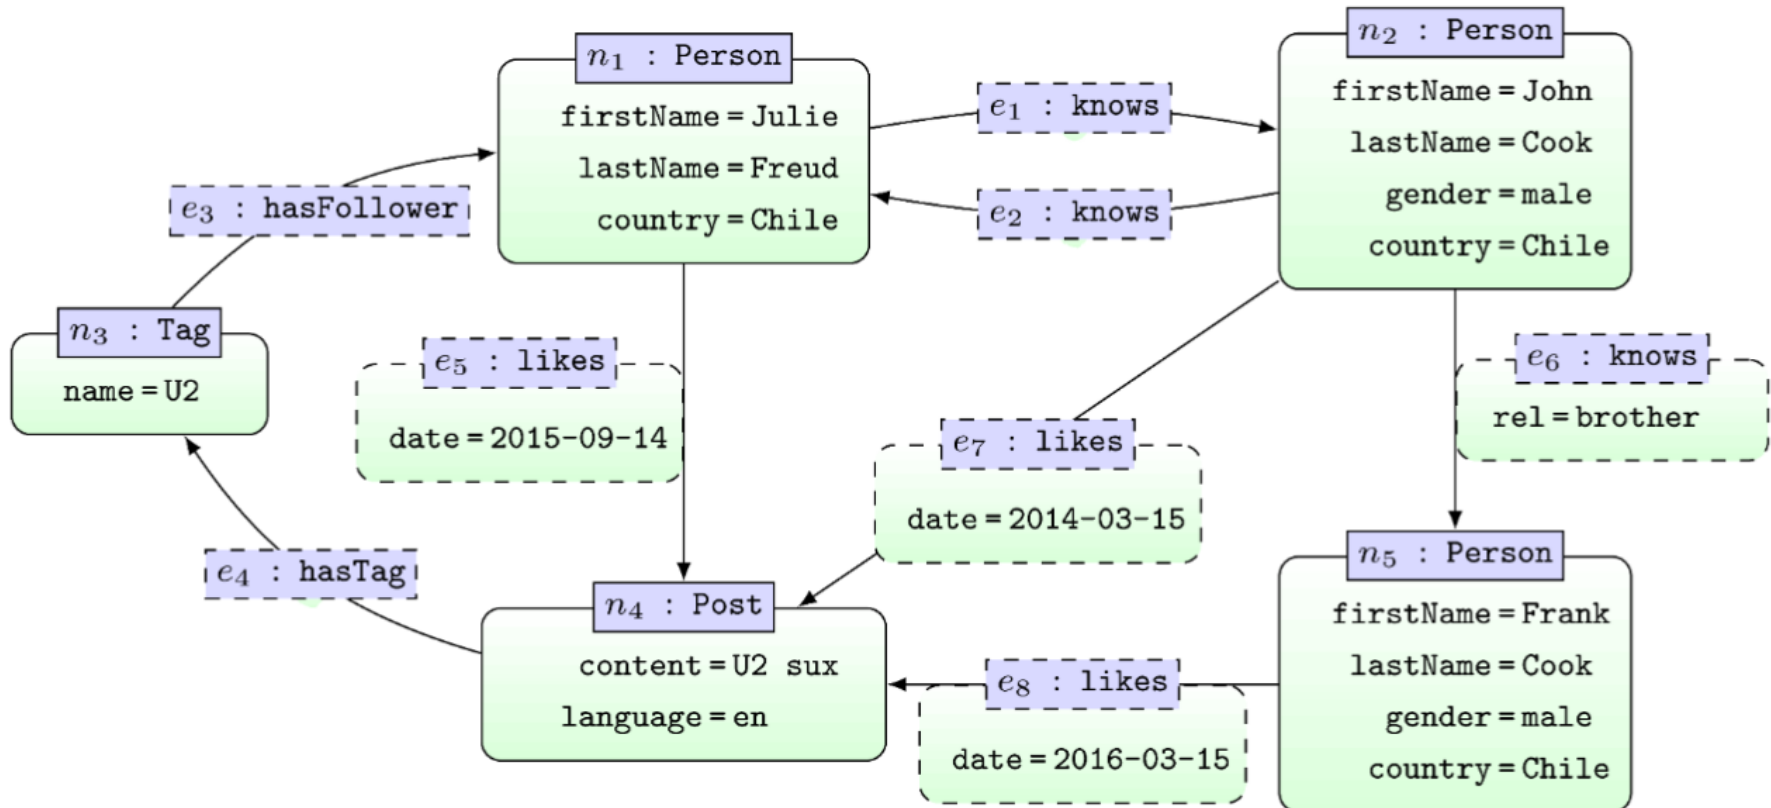 n₁ : Person
firstName = Julie
lastName = Freud
country = Chile
e₁ : knows
e₂ : knows
n₂ : Person
firstName = John
lastName = Cook
gender = male
country = Chile
e₃ : hasFollower
n₃ : Tag
name = U2
e₅ : likes
date = 2015-09-14
e₇ : likes
date = 2014-03-15
e₆ : knows
rel = brother
e₄ : hasTag
n₄ : Post
content = U2 sux
language = en
e₈ : likes
date = 2016-03-15
n₅ : Person
firstName = Frank
lastName = Cook
gender = male
country = Chile